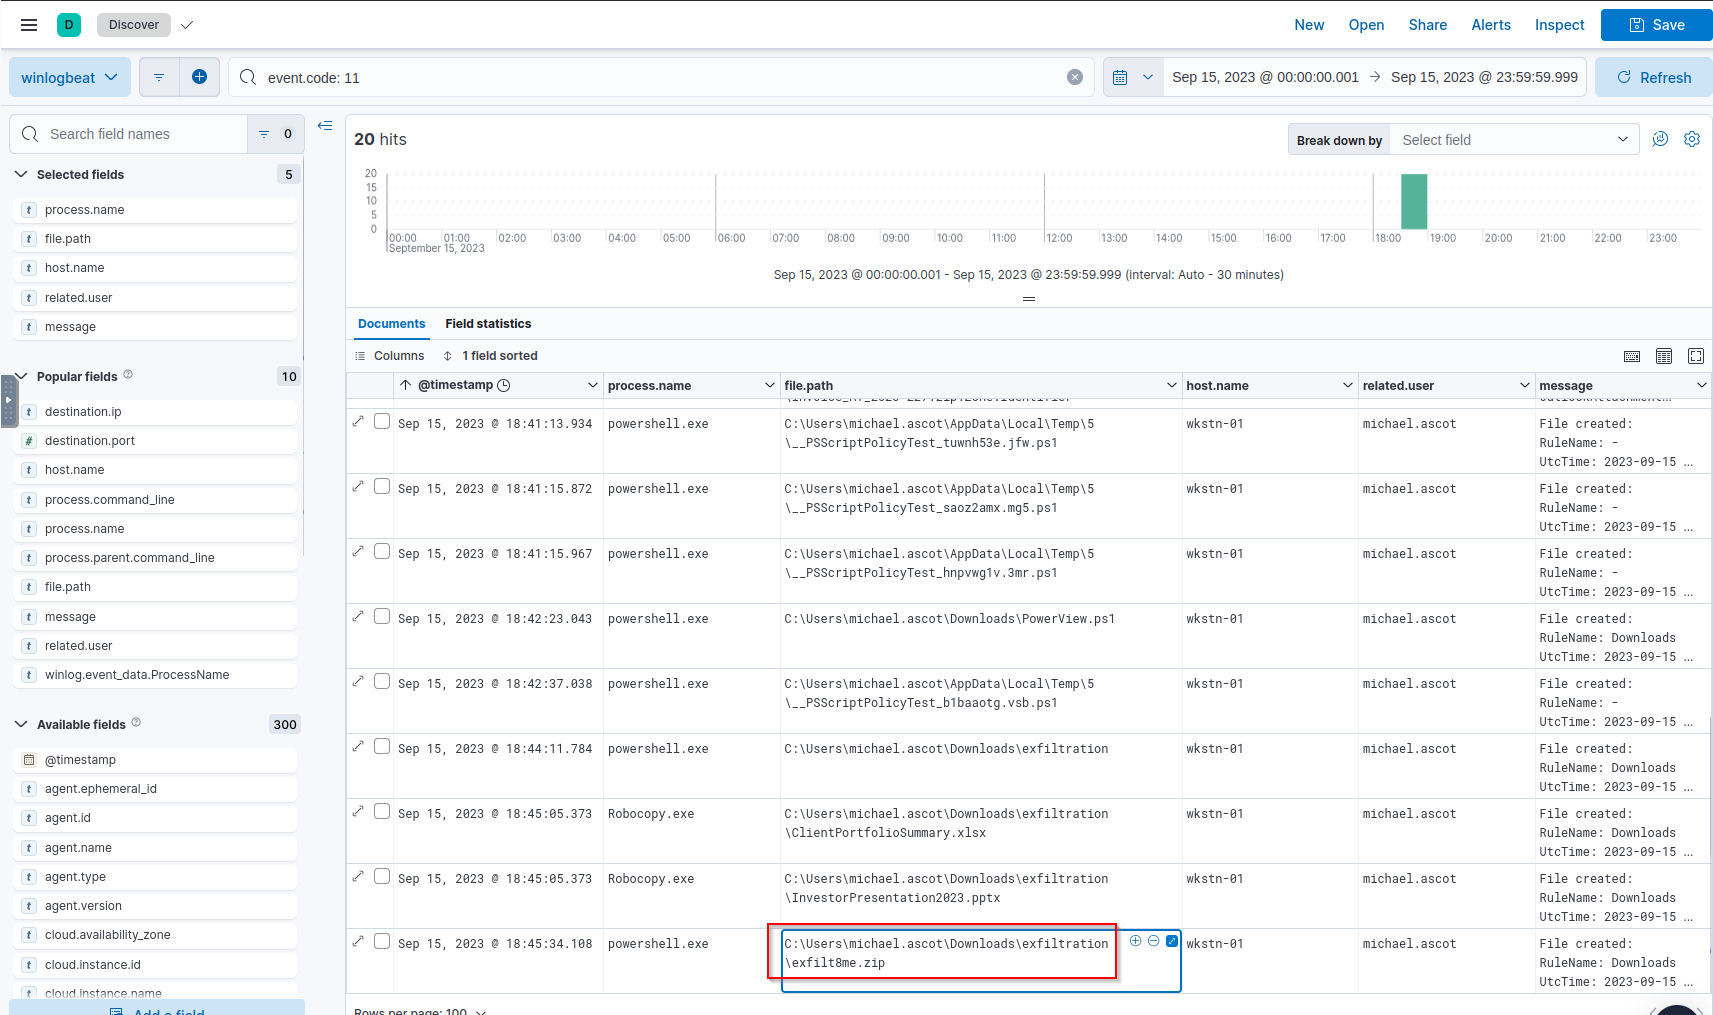 D Discover New Open Share Alerts Inspect Save
winlogbeat event.code: 11 Sep 15, 2023 @ 00:00:00.001 → Sep 15, 2023 @ 23:59:59.999 Refresh
Search field names 0
Selected fields 5
t process.name
t file.path
t host.name
t related.user
t message
Popular fields 10
t destination.ip
# destination.port
t host.name
t process.command_line
t process.name
t process.parent.command_line
t file.path
t message
t related.user
t winlog.event_data.ProcessName
Available fields 300
@timestamp
t agent.ephemeral_id
t agent.id
t agent.name
t agent.type
t agent.version
t cloud.availability_zone
t cloud.instance.id
t cloud.instance.name
Add a field
20 hits
Break down by Select field
20
15
10
5
0
00:00 01:00 02:00 03:00 04:00 05:00 06:00 07:00 08:00 09:00 10:00 11:00 12:00 13:00 14:00 15:00 16:00 17:00 18:00 19:00 20:00 21:00 22:00 23:00
September 15, 2023
Sep 15, 2023 @ 00:00:00.001 - Sep 15, 2023 @ 23:59:59.999 (interval: Auto - 30 minutes)
Documents Field statistics
Columns 1 field sorted
@timestamp process.name file.path host.name related.user message
Sep 15, 2023 @ 18:41:13.934 powershell.exe C:\Users\michael.ascot\AppData\Local\Temp\5 wkstn-01 michael.ascot File created:
\__PSScriptPolicyTest_tuwnh53e.jfw.ps1 RuleName: -
UtcTime: 2023-09-15 …
Sep 15, 2023 @ 18:41:15.872 powershell.exe C:\Users\michael.ascot\AppData\Local\Temp\5 wkstn-01 michael.ascot File created:
\__PSScriptPolicyTest_saoz2amx.mg5.ps1 RuleName: -
UtcTime: 2023-09-15 …
Sep 15, 2023 @ 18:41:15.967 powershell.exe C:\Users\michael.ascot\AppData\Local\Temp\5 wkstn-01 michael.ascot File created:
\__PSScriptPolicyTest_hnpvwg1v.3mr.ps1 RuleName: -
UtcTime: 2023-09-15 …
Sep 15, 2023 @ 18:42:23.043 powershell.exe C:\Users\michael.ascot\Downloads\PowerView.ps1 wkstn-01 michael.ascot File created:
RuleName: Downloads
UtcTime: 2023-09-15 …
Sep 15, 2023 @ 18:42:37.038 powershell.exe C:\Users\michael.ascot\AppData\Local\Temp\5 wkstn-01 michael.ascot File created:
\__PSScriptPolicyTest_b1baaotg.vsb.ps1 RuleName: -
UtcTime: 2023-09-15 …
Sep 15, 2023 @ 18:44:11.784 powershell.exe C:\Users\michael.ascot\Downloads\exfiltration wkstn-01 michael.ascot File created:
RuleName: Downloads
UtcTime: 2023-09-15 …
Sep 15, 2023 @ 18:45:05.373 Robocopy.exe C:\Users\michael.ascot\Downloads\exfiltration wkstn-01 michael.ascot File created:
\ClientPortfolioSummary.xlsx RuleName: Downloads
UtcTime: 2023-09-15 …
Sep 15, 2023 @ 18:45:05.373 Robocopy.exe C:\Users\michael.ascot\Downloads\exfiltration wkstn-01 michael.ascot File created:
\InvestorPresentation2023.pptx RuleName: Downloads
UtcTime: 2023-09-15 …
Sep 15, 2023 @ 18:45:34.108 powershell.exe C:\Users\michael.ascot\Downloads\exfiltration wkstn-01 michael.ascot File created:
\exfilt8me.zip RuleName: Downloads
UtcTime: 2023-09-15 …
Rows per page: 100